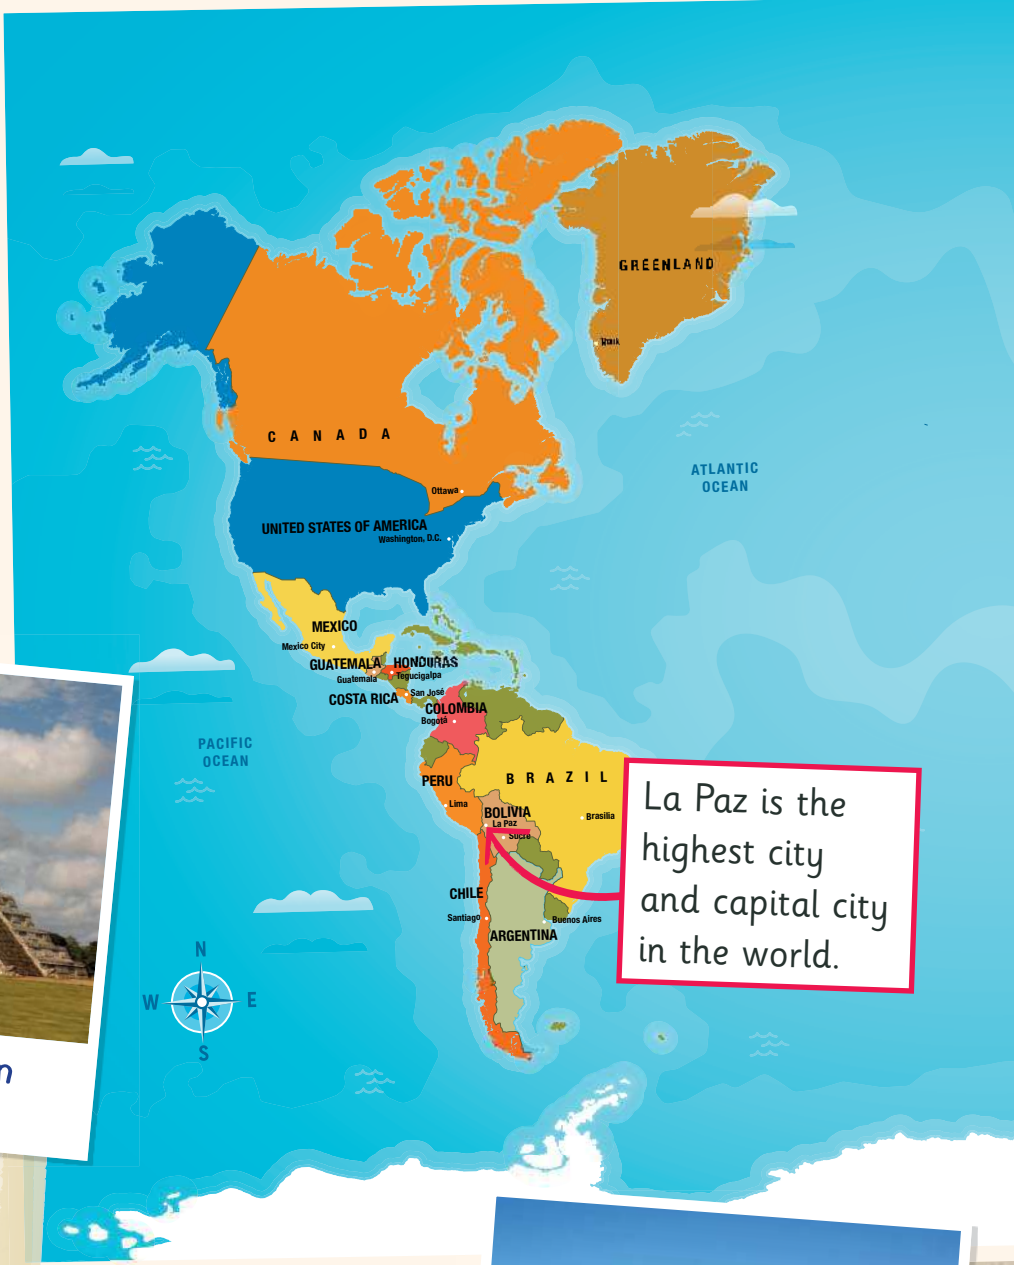 GREENLAND
CANADA
Ottawa
ATLANTIC
OCEAN
UNITED STATES OF AMERICA
Washington, D.C.
MEXICO
Mexico City
GUATEMALA
HONDURAS
Guatemala
Tegucigalpa
COSTA RICA
San José
COLOMBIA
Bogotá
PACIFIC
OCEAN
PERU
BRAZIL
Lima
BOLIVIA
La Paz
Sucre
Brasilia
La Paz is the
highest city
and capital city
in the world.
CHILE
Santiago
Buenos Aires
ARGENTINA
N
W
E
S
n